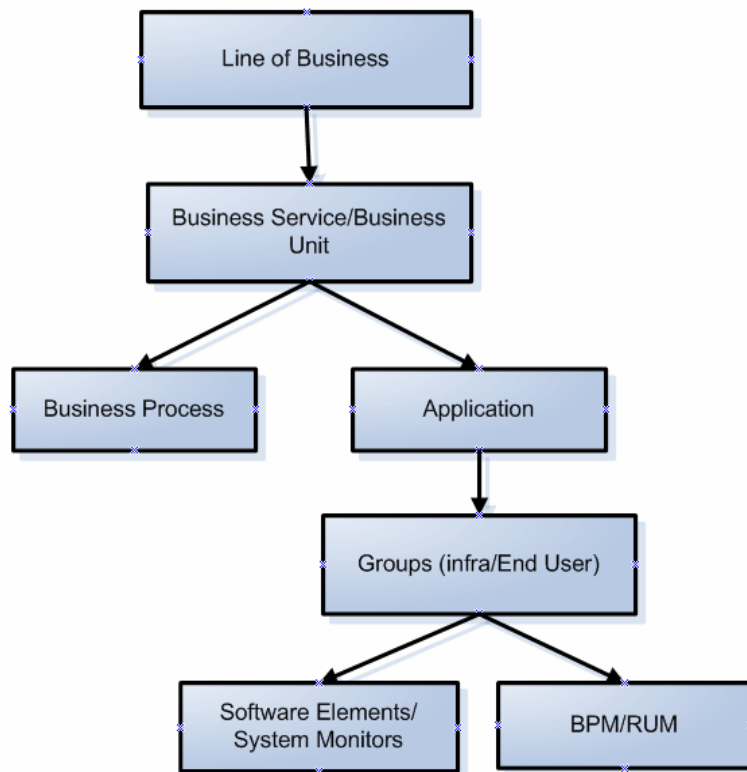 Line of Business
Business Service/Business
Unit
Business Process
Application
Groups (infra/End User)
Software Elements/
System Monitors
BPM/RUM